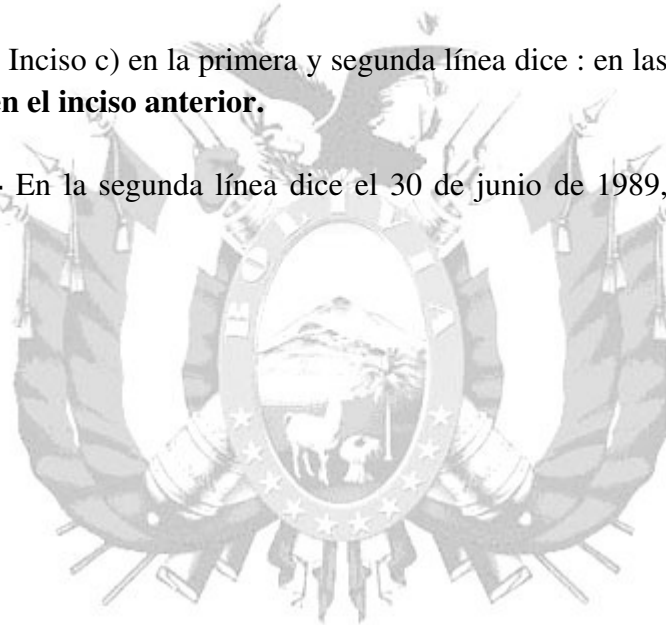 Inciso c) en la primera y segunda línea dice : en las
en el inciso anterior.
- En la segunda línea dice el 30 de junio de 1989,